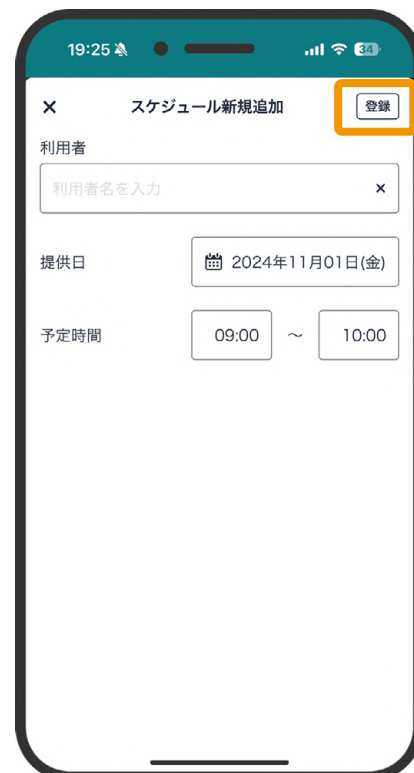 19:25 34
× スケジュール新規追加 登録
利用者
利用者名を入力 ×
提供日 2024年11月01日(金)
予定時間 09:00 ～ 10:00